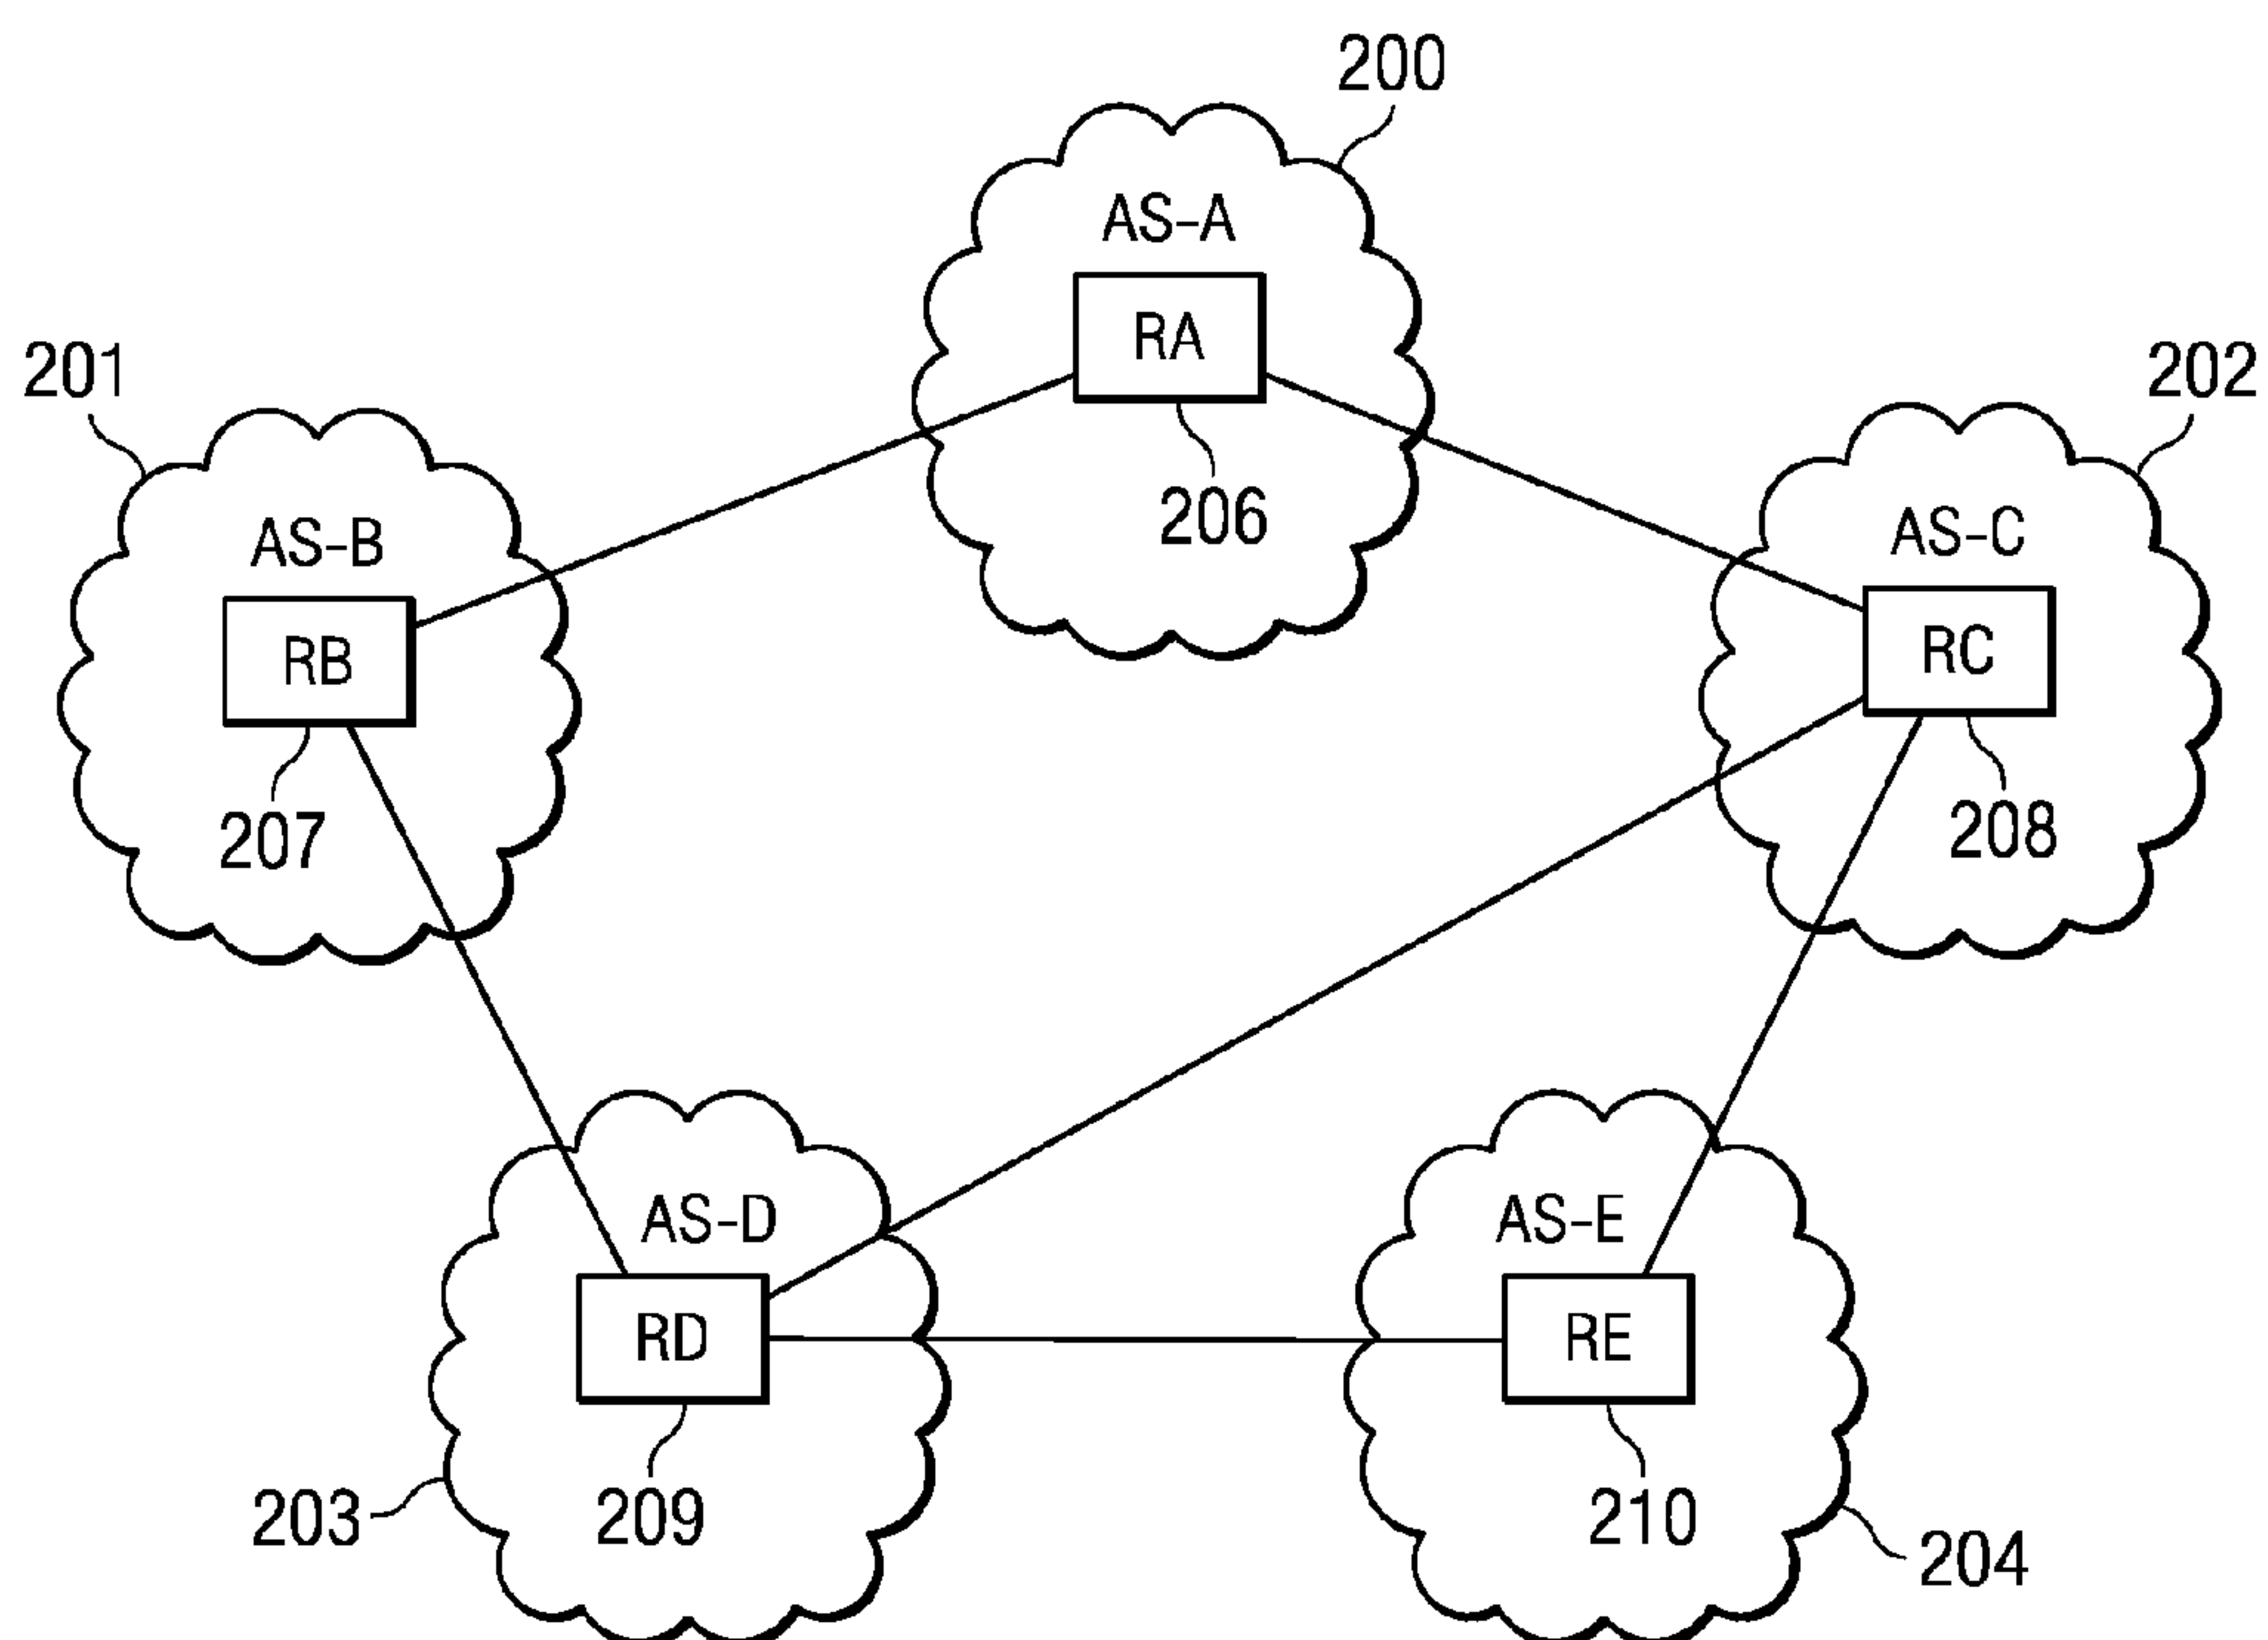 200
AS-A
RA
206
201
AS-B
RB
207
202
AS-C
RC
208
AS-D
RD
203
209
AS-E
RE
210
204